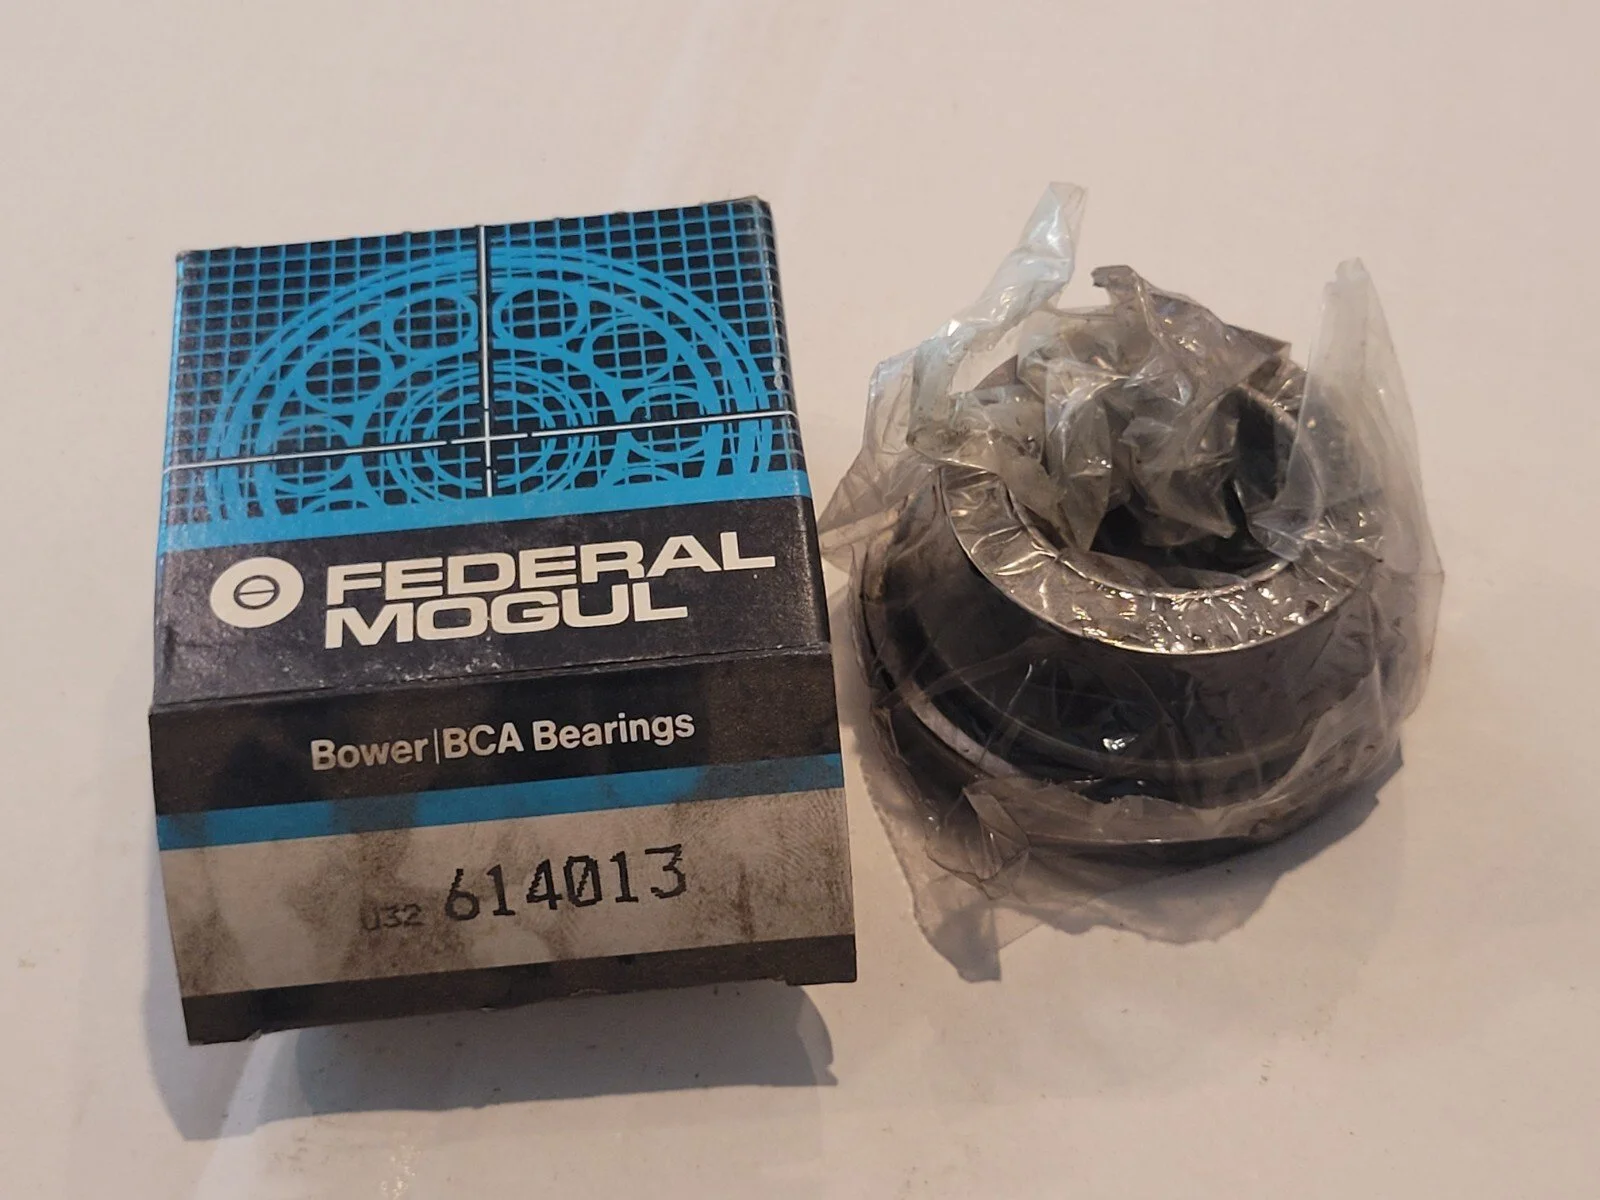 FEDERAL
MOGUL
Bower|BCA Bearings
U32 614013